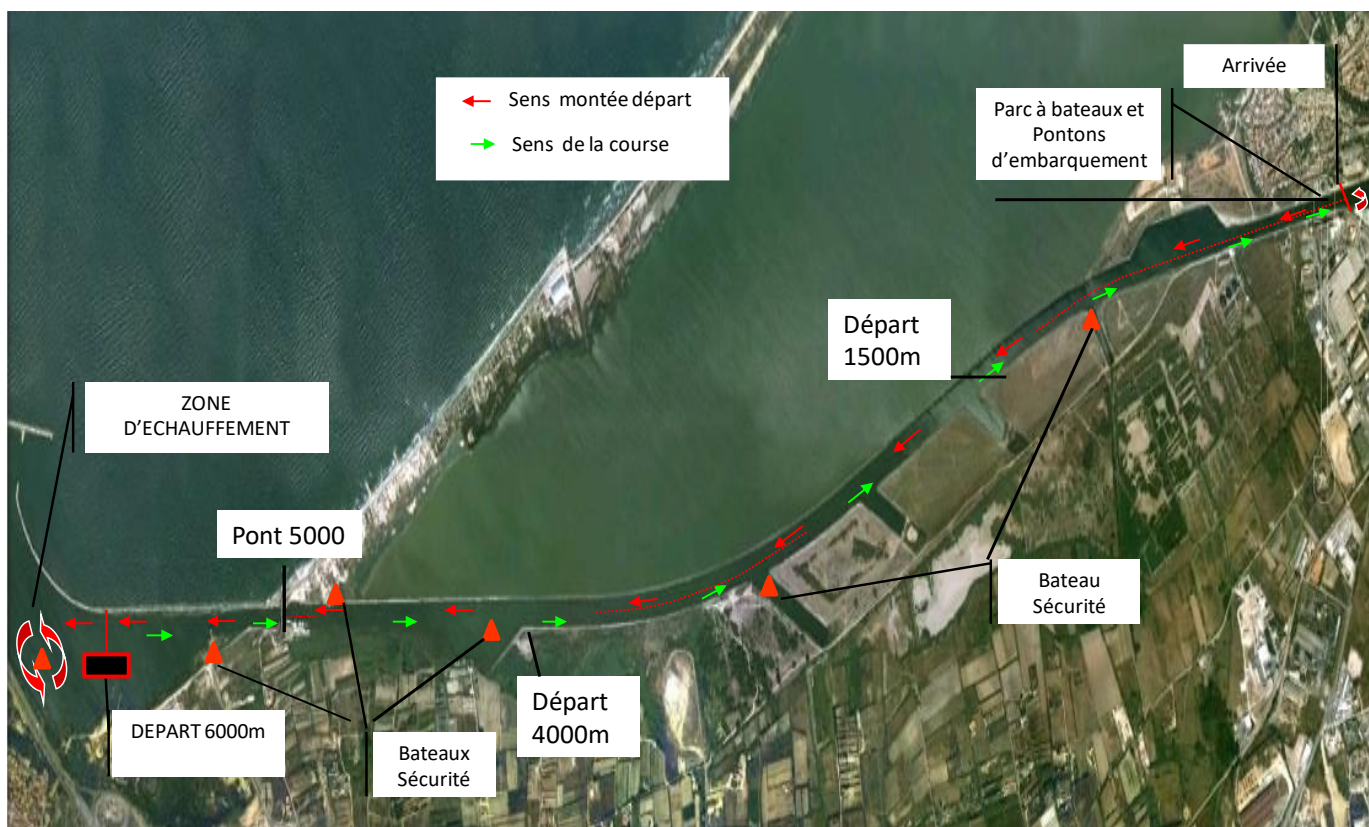 Sens montée départ
Sens de la course
Arrivée
Parc à bateaux et
Pontons
d'embarquement
Départ
1500m
ZONE
D'ECHAUFFEMENT
Pont 5000
Bateau
Sécurité
Départ
4000m
DEPART 6000m
Bateaux
Sécurité